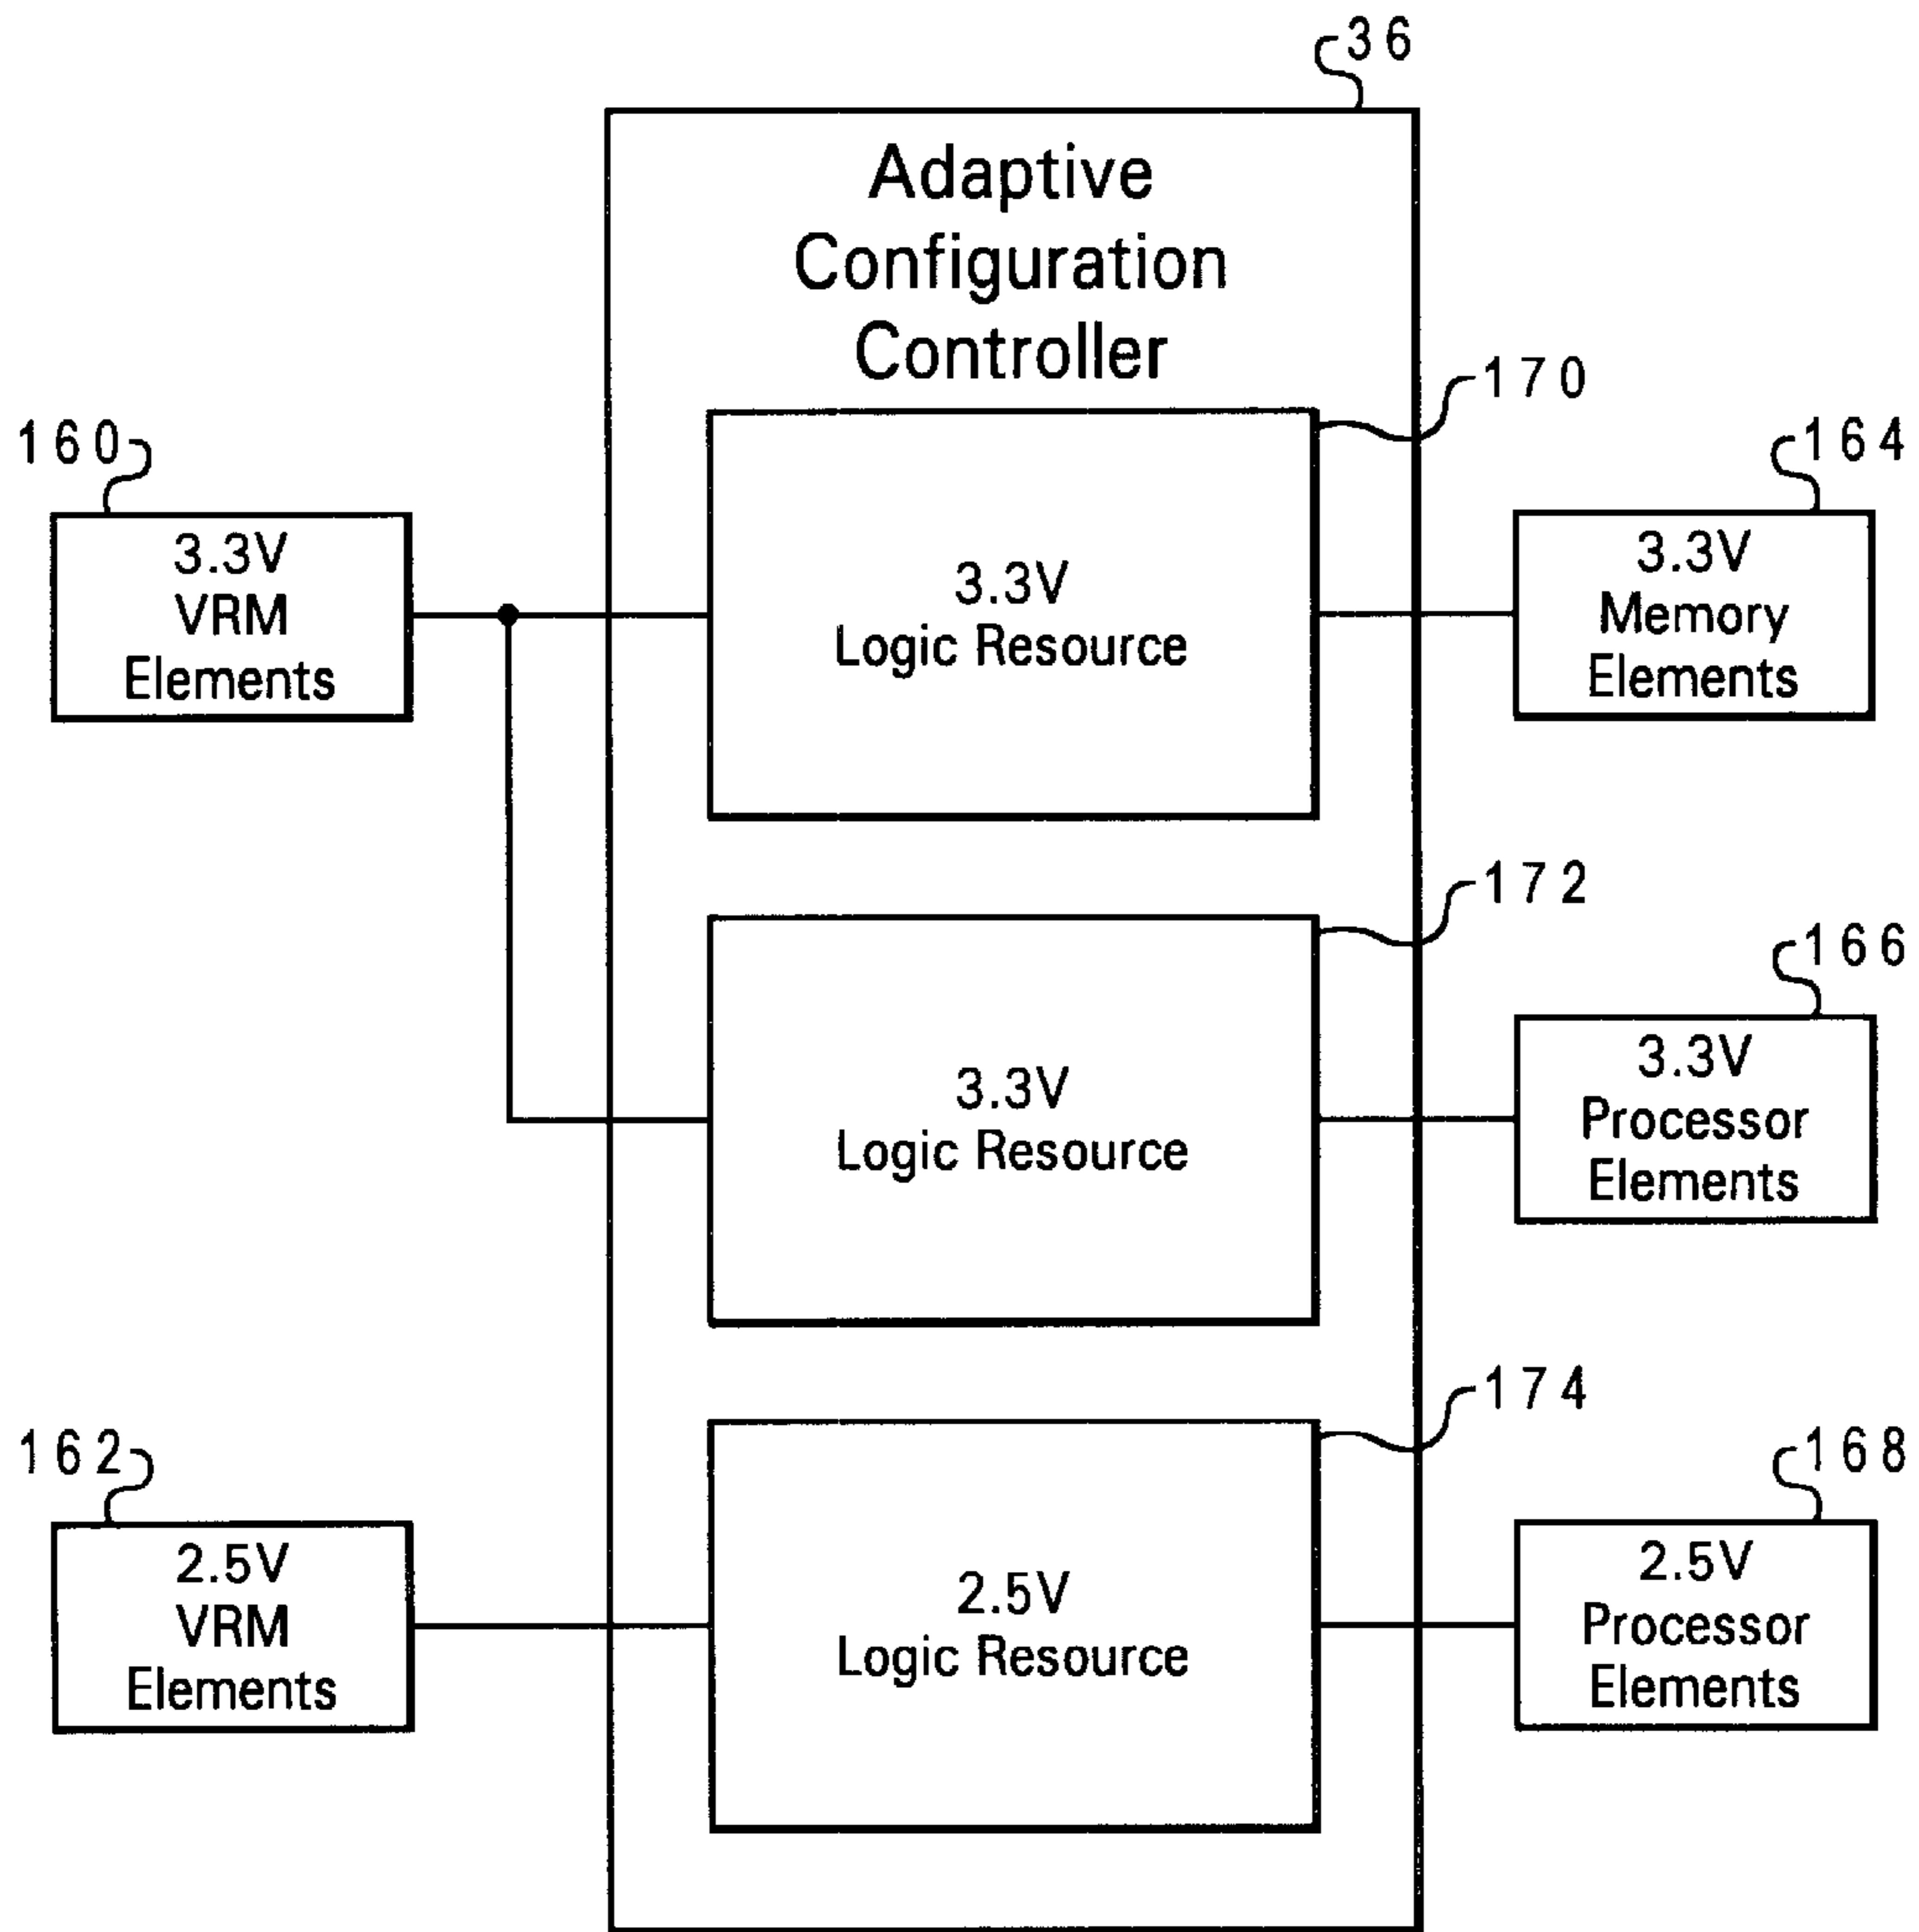 36
Adaptive
Configuration
Controller
170
160
164
3.3V
VRM
Elements
3.3V
Logic Resource
3.3V
Memory
Elements
172
166
3.3V
Logic Resource
3.3V
Processor
Elements
174
162
168
2.5V
VRM
Elements
2.5V
Logic Resource
2.5V
Processor
Elements